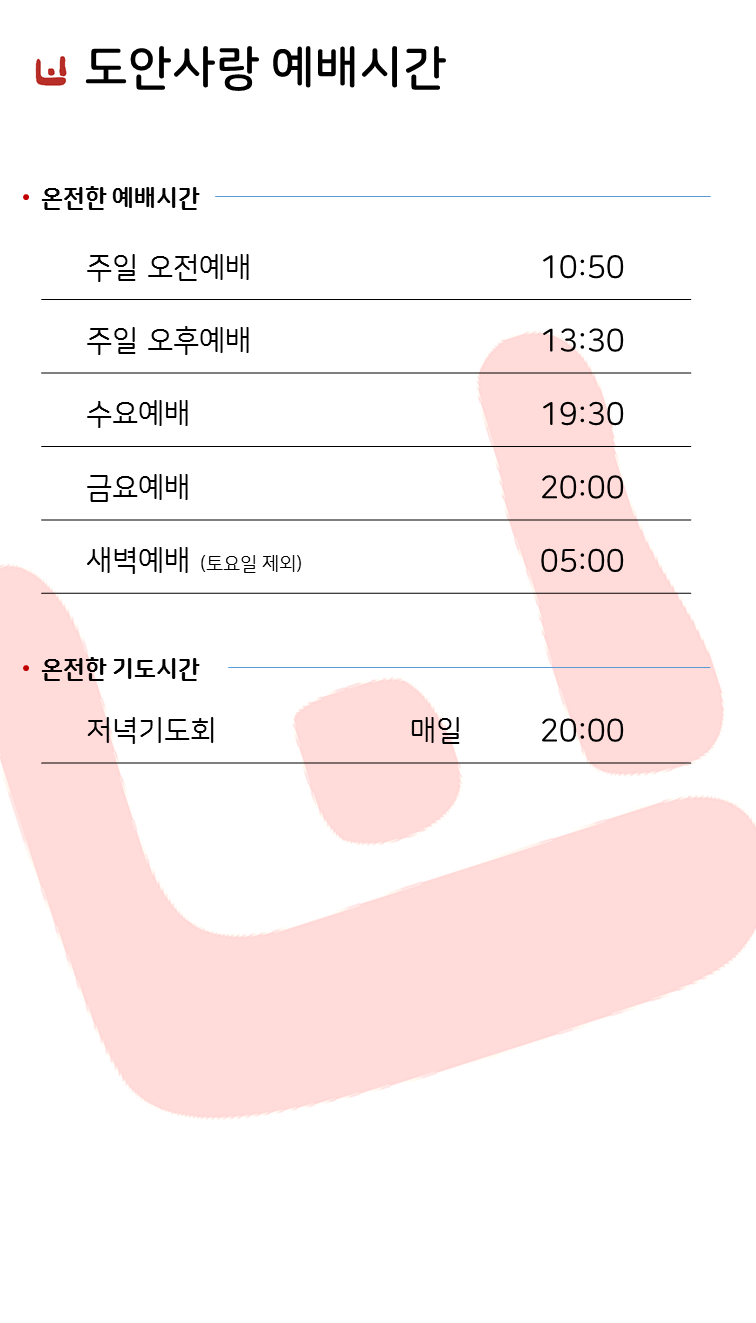 도안사랑 예배시간
• 온전한 예배시간
주일 오전예배 10:50
주일 오후예배 13:30
수요예배 19:30
금요예배 20:00
새벽예배 (토요일 제외) 05:00
• 온전한 기도시간
저녁기도회 매일 20:00